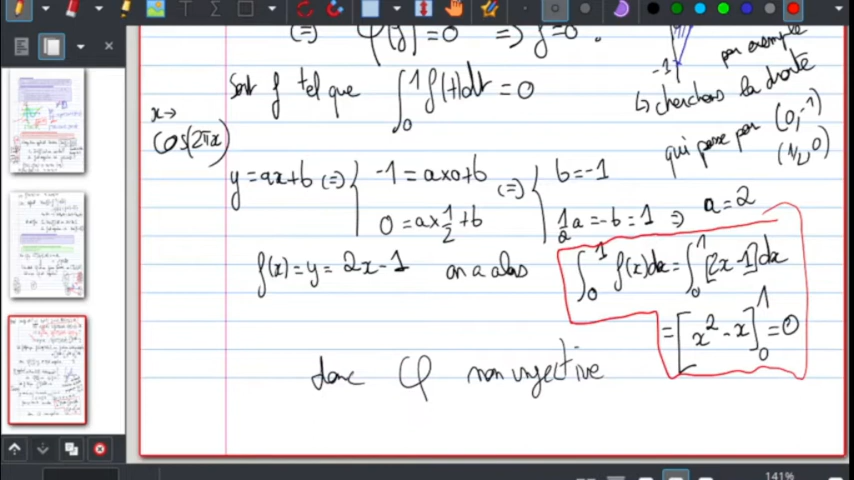 (=) φ(f)=0 => f=0.
-1
par exemple
Soit f tel que ∫₀¹ f(t)dt = 0
↳ cherchons la droite
qui passe par (0,-1)
(1/2,0)
x→
cos(2πx)
y=ax+b (=) { -1 = a×0+b (=) { b=-1
0 = a×1/2+b 1/2a=-b=1 => a=2
f(x)=y= 2x-1 on a alors ∫₀¹ f(x)dx = ∫₀¹ [2x-1]dx
= [x²-x]₀¹ = 0
donc φ non injective
141%